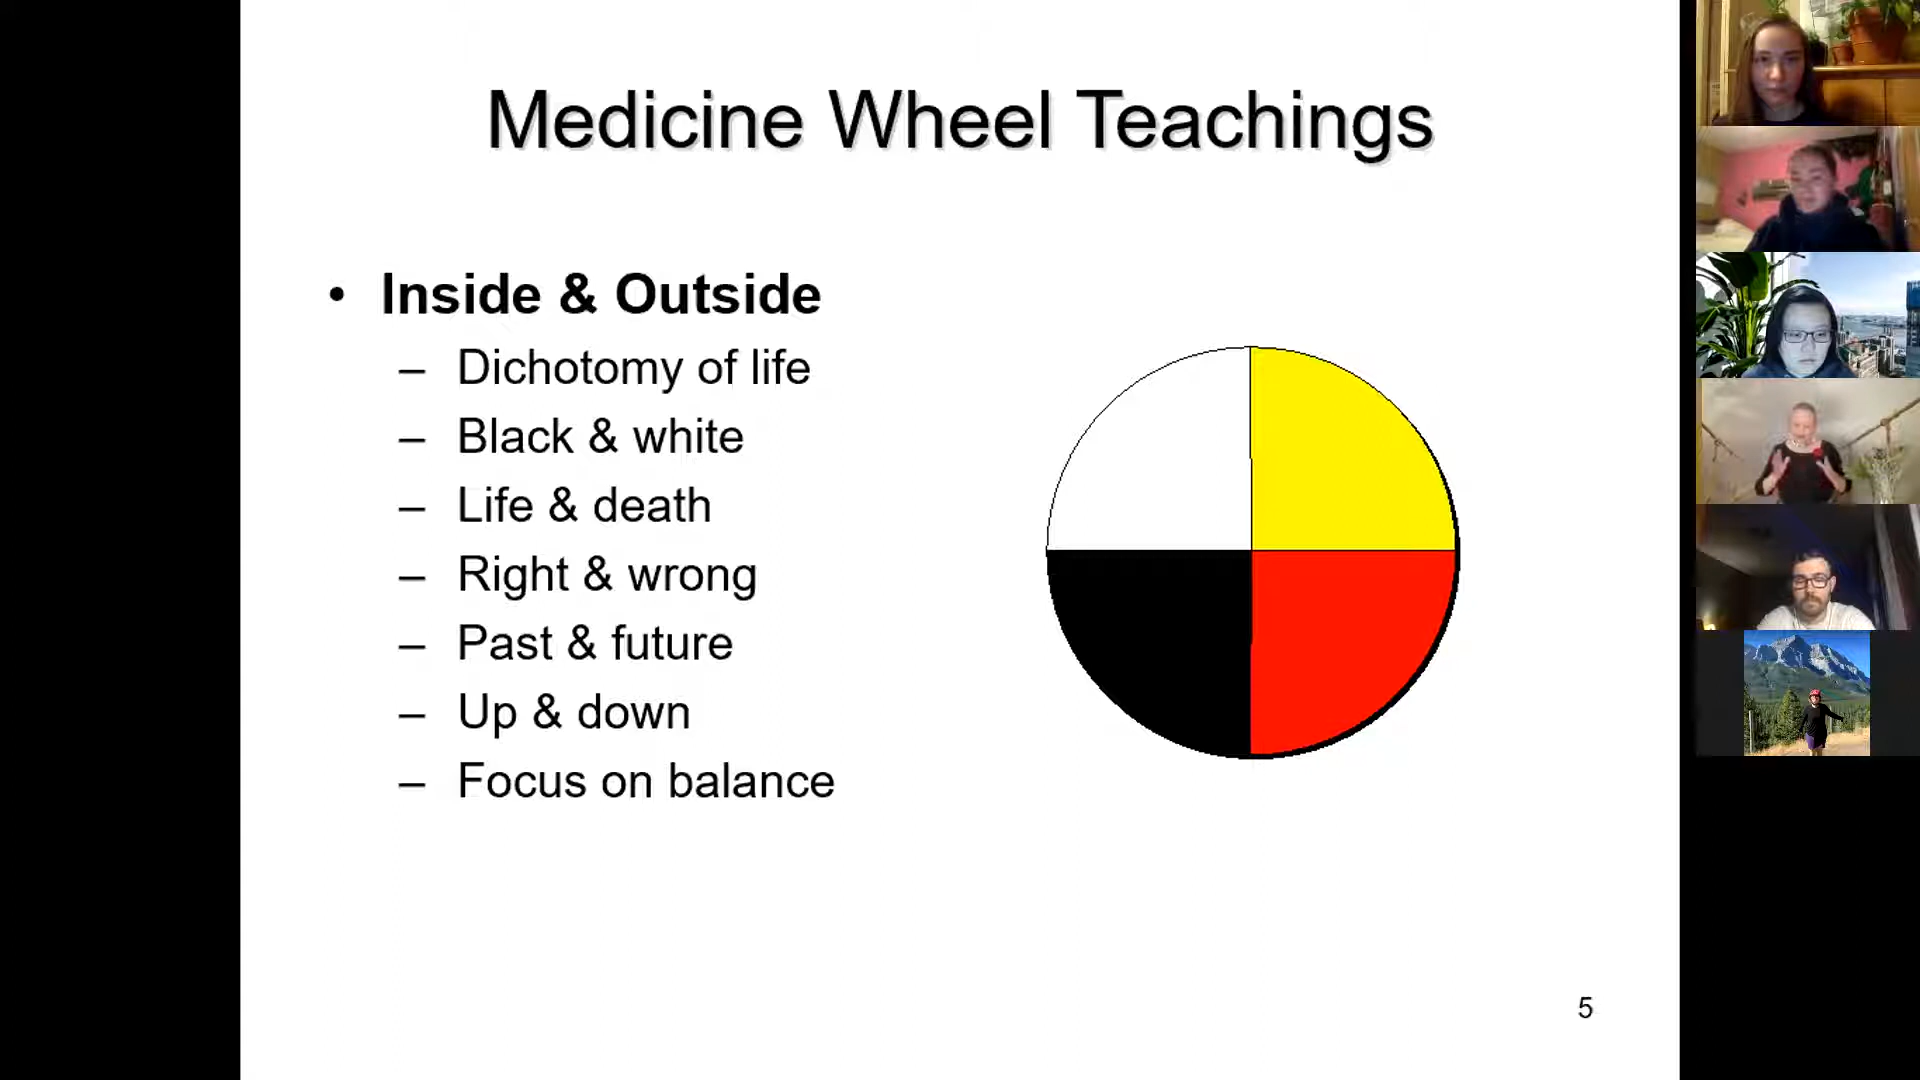 Medicine Wheel Teachings
• Inside & Outside
– Dichotomy of life
– Black & white
– Life & death
– Right & wrong
– Past & future
– Up & down
– Focus on balance
5